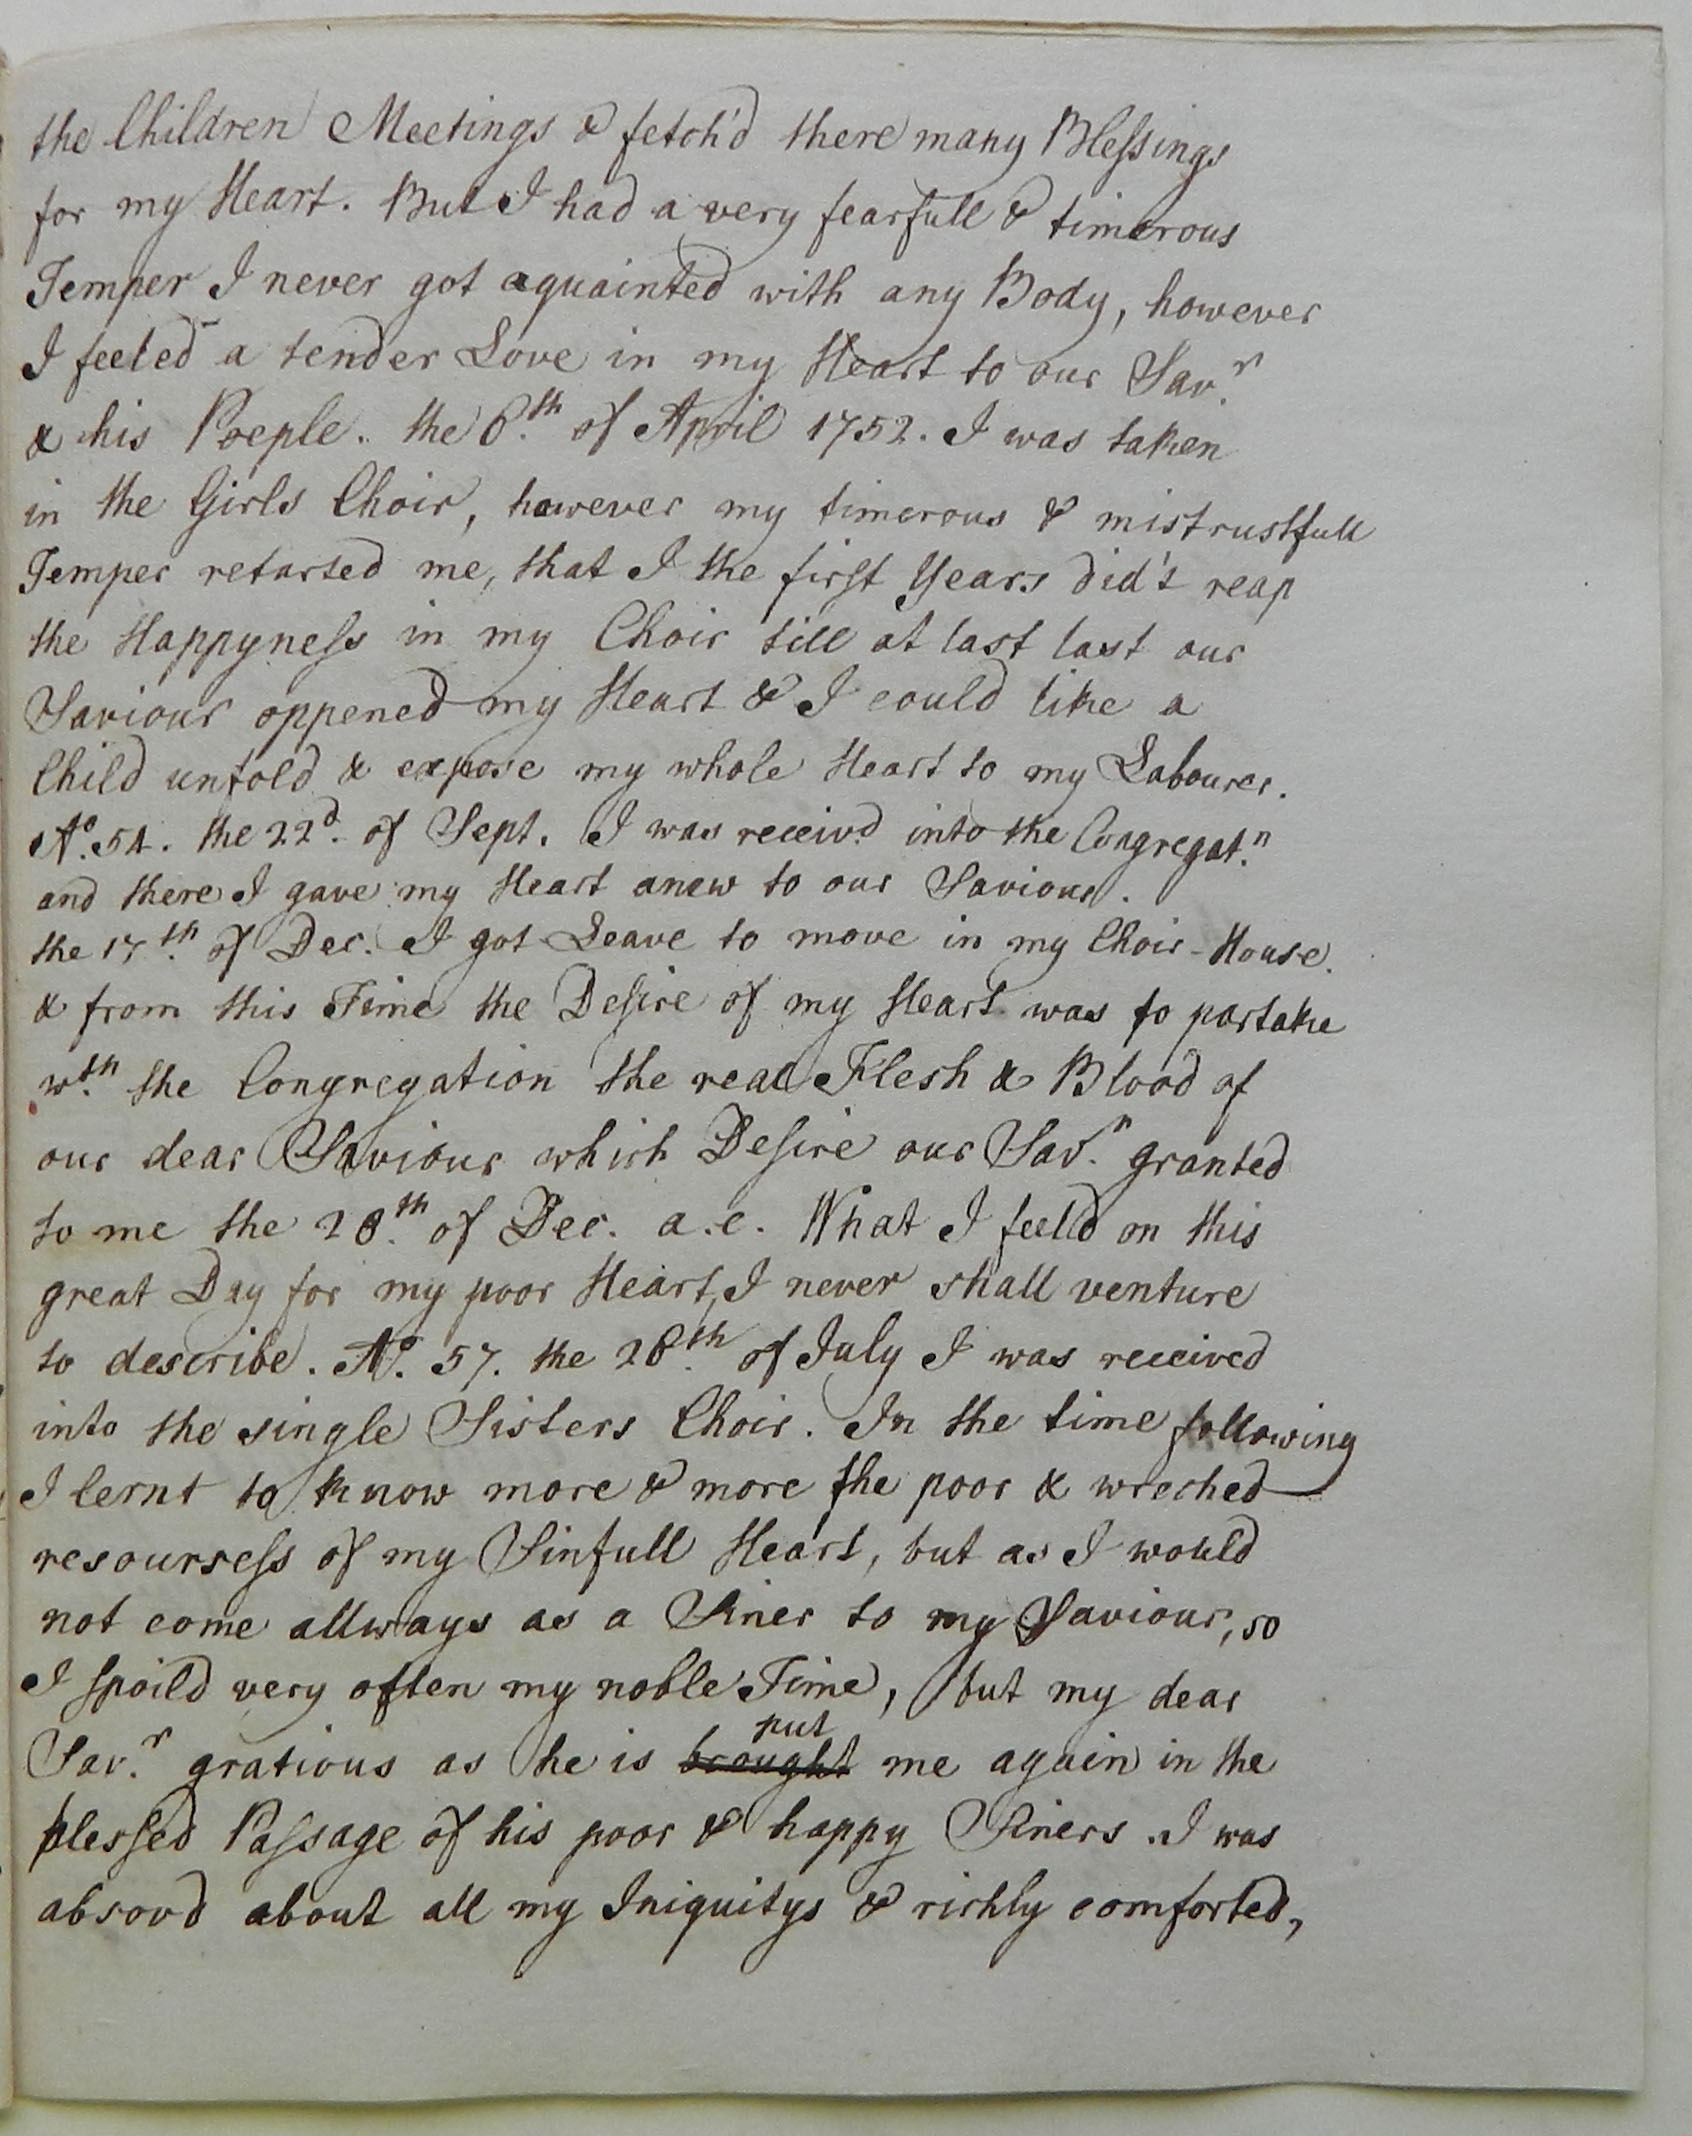 the Children Meetings & fetch'd there many Blessings
for my Heart. But I had a very fearfull & timerous
Temper I never got aquainted with any Body, however
I feeled a tender Love in my Heart to our Sav.r
& his Poeple. the 6.th of April 1752. I was taken
in the Girls Choir, however my timerous & mistrustfull
Temper retarted me, that I the first Years did't reap
the Happyness in my Choir till at last last our
Saviour oppened my Heart & I could like a
Child unfold & expose my whole Heart to my Labourer.
Ao. 54. the 22d. of Sept. I was receivd into the Congregat.n
and there I gave my Heart anew to our Saviour.
the 17.th of Dec. I got Leave to move in my Choir-House.
& from this Time the Desire of my Heart was to partake
w.th the Congregation the real Flesh & Blood of
our dear Saviour which Desire our Sav.r granted
to me the 28.th of Dec. a.c. What I feeld on this
great Day for my poor Heart, I never shall venture
to describe. Ao. 57. the 28.th of July I was received
into the single Sisters Choir. In the time following
I lernt to know more & more the poor & wreched
resoursess of my Sinfull Heart, but as I would
not come allways as a Siner to my Saviour, so
I spoild very often my noble Time, but my dear
Sav.r gratious as he is brought put me again in the
plessed Passage of his poor & happy Siners. I was
absovd about all my Iniquitys & richly comforted,